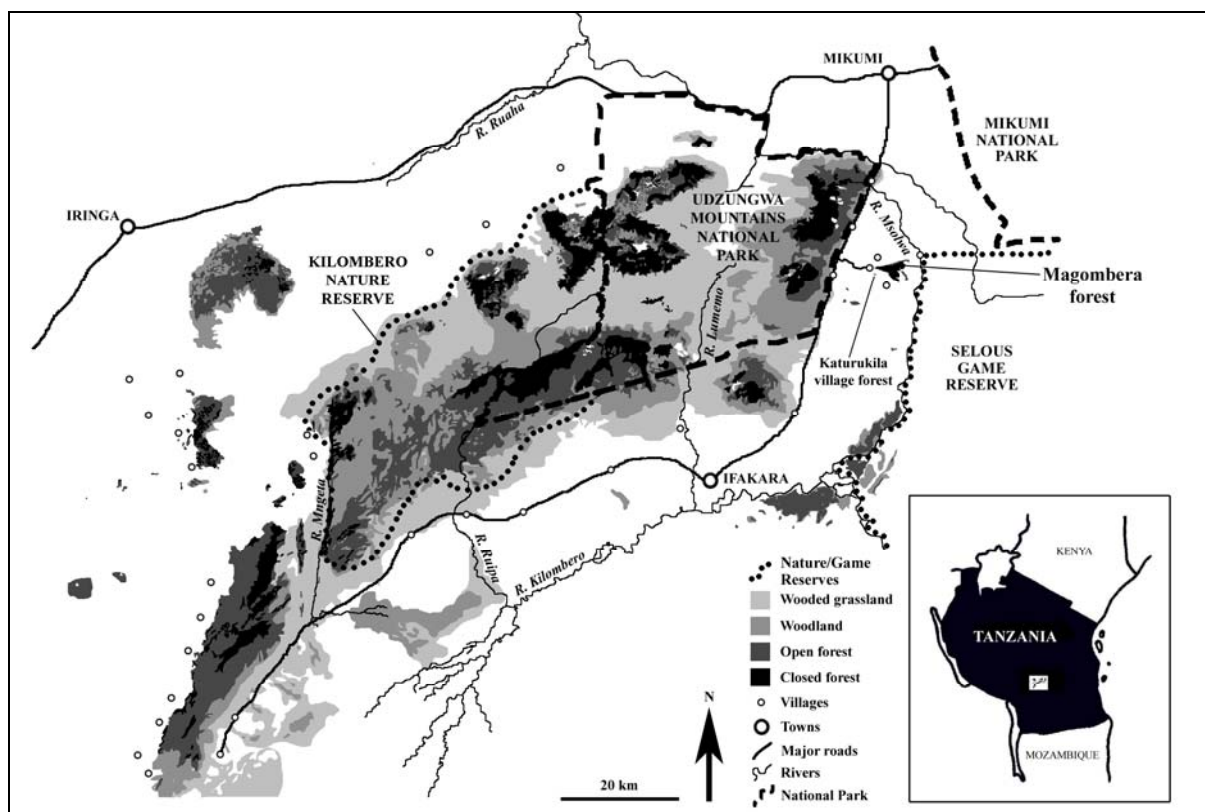 MIKUMI
R. Ruaha
MIKUMI
NATIONAL
PARK
IRINGA
UDZUNGWA
MOUNTAINS
NATIONAL
PARK
R. Msolwa
KILOMBERO
NATURE
RESERVE
Magombera
forest
R. Lumemo
Katurukila
village forest
SELOUS
GAME
RESERVE
IFAKARA
R. Mngeta
R. Ruipa
R. Kilombero
Nature/Game
Reserves
Wooded grassland
Woodland
Open forest
Closed forest
Villages
Towns
Major roads
Rivers
National Park
N
20 km
KENYA
TANZANIA
MOZAMBIQUE